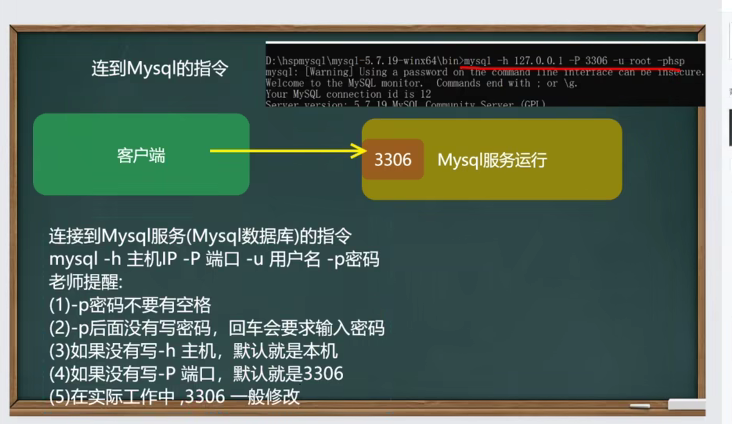 连到Mysql的指令
D:\hspmysql\mysql-5.7.19-winx64\bin>mysql -h 127.0.0.1 -P 3306 -u root -phsp
mysql: [Warning] Using a password on the command line interface can be insecure.
Welcome to the MySQL monitor.  Commands end with ; or \g.
Your MySQL connection id is 12
Server version: 5.7.19 MySQL Community Server (GPL)
客户端
3306
Mysql服务运行
连接到Mysql服务(Mysql数据库)的指令
mysql -h 主机IP -P 端口 -u 用户名 -p密码
老师提醒:
(1)-p密码不要有空格
(2)-p后面没有写密码，回车会要求输入密码
(3)如果没有写-h 主机，默认就是本机
(4)如果没有写-P 端口，默认就是3306
(5)在实际工作中 ,3306 一般修改